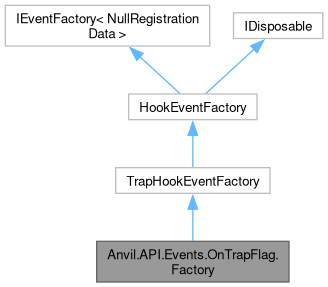 IEventFactory< NullRegistration
Data >
IDisposable
HookEventFactory
TrapHookEventFactory
Anvil.API.Events.OnTrapFlag.
Factory